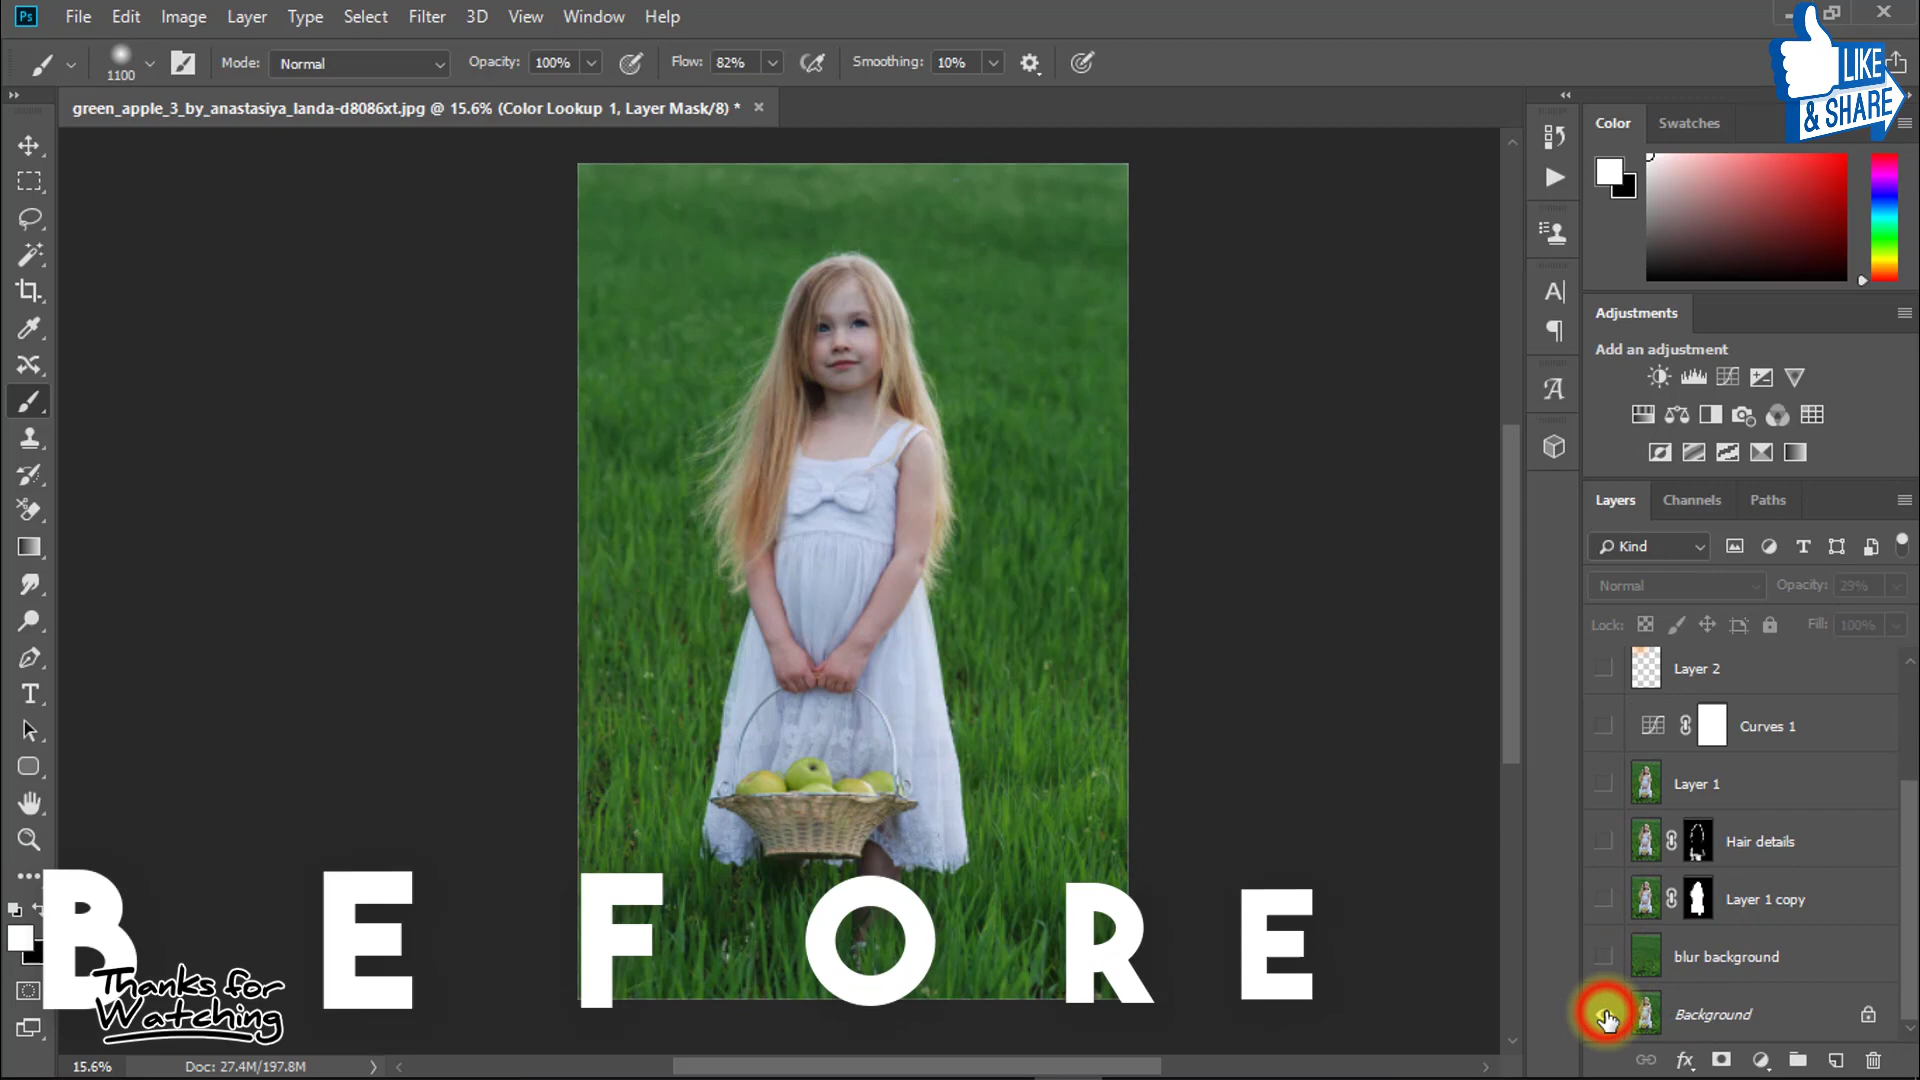 Ps File Edit Image Layer Type Select Filter 3D View Window Help
1100 Mode: Normal Opacity: 100% Flow: 82% Smoothing: 10%
LIKE
& SHARE
green_apple_3_by_anastasiya_landa-d8086xt.jpg @ 15.6% (Color Lookup 1, Layer Mask/8) *
Color Swatches
Adjustments
Add an adjustment
Layers Channels Paths
Kind
Normal Opacity: 29%
Lock: Fill: 100%
Layer 2
Curves 1
Layer 1
Hair details
Layer 1 copy
blur background
Background
BEFORE
Thanks for
Watching
15.6% Doc: 27.4M/197.8M